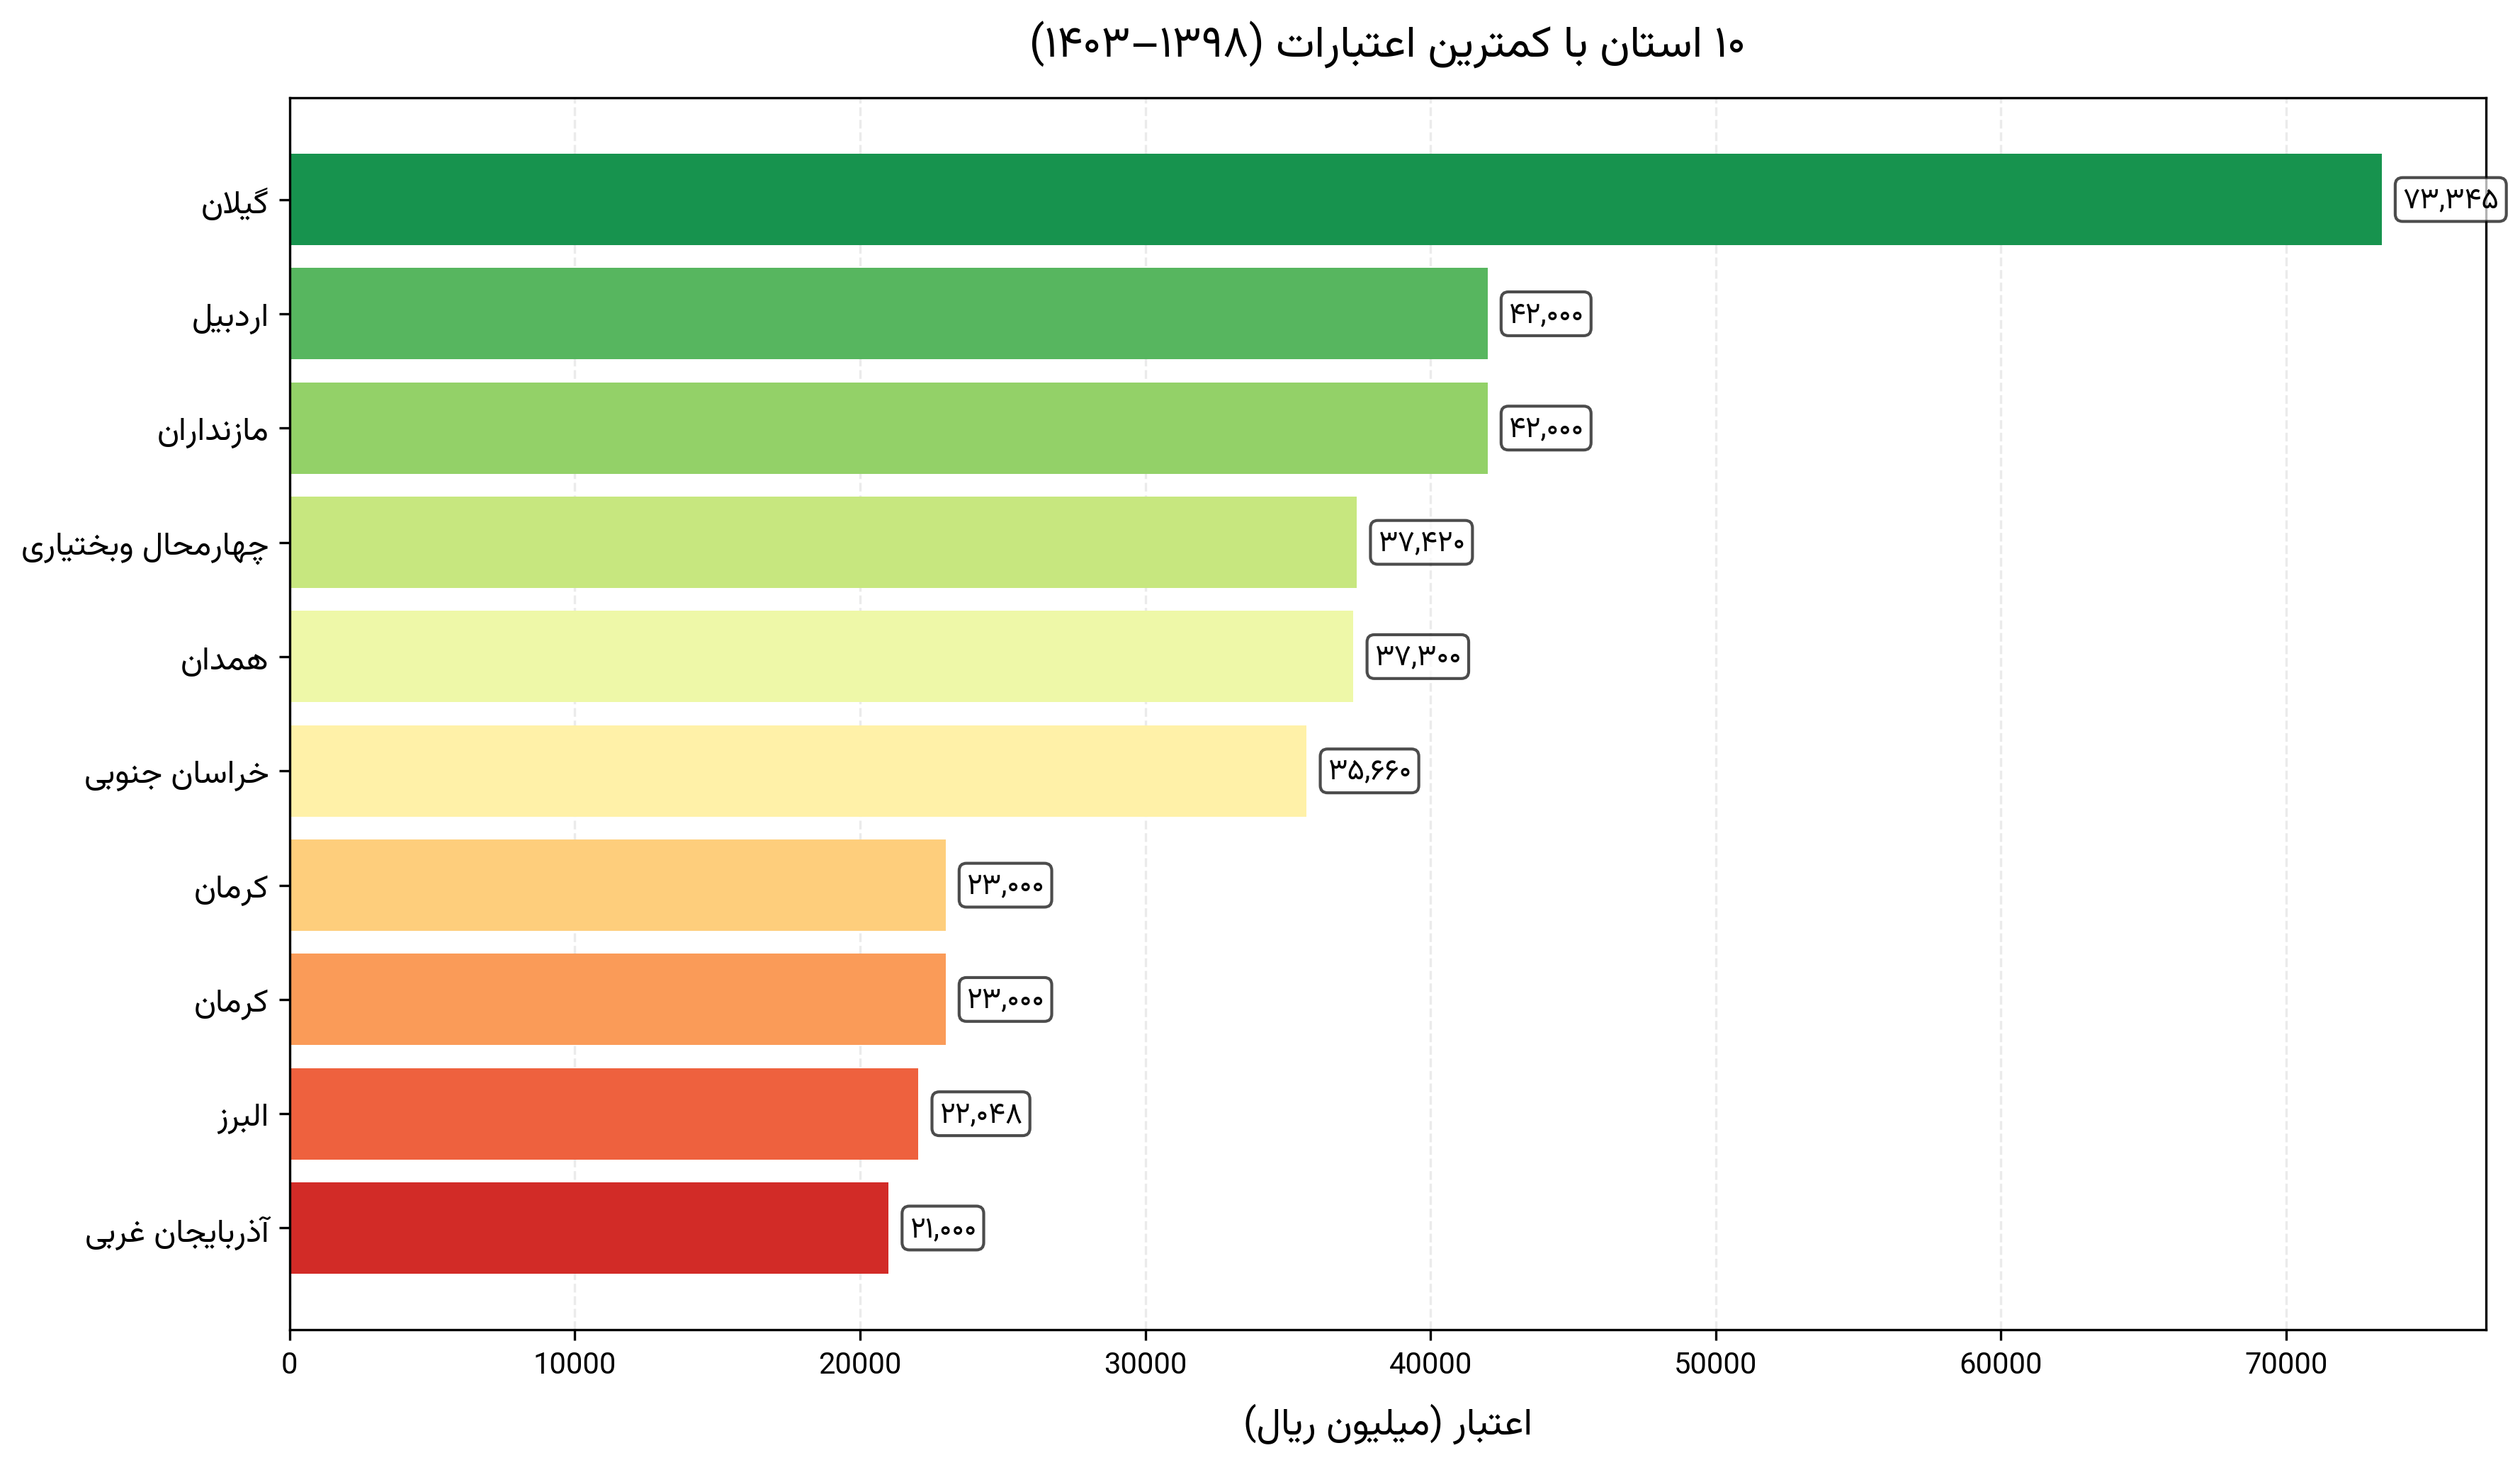 ۱۰ استان با کمترین اعتبارات (۱۳۹۸–۱۴۰۳)
گیلان ۷۳,۳۴۵
اردبیل ۴۲,۰۰۰
مازنداران ۴۲,۰۰۰
چهارمحال وبختیاری ۳۷,۴۲۰
همدان ۳۷,۳۰۰
خراسان جنوبی ۳۵,۶۶۰
کرمان ۲۳,۰۰۰
کرمان ۲۳,۰۰۰
البرز ۲۲,۰۴۸
آذربایجان غربی ۲۱,۰۰۰
0 10000 20000 30000 40000 50000 60000 70000
اعتبار (میلیون ریال)